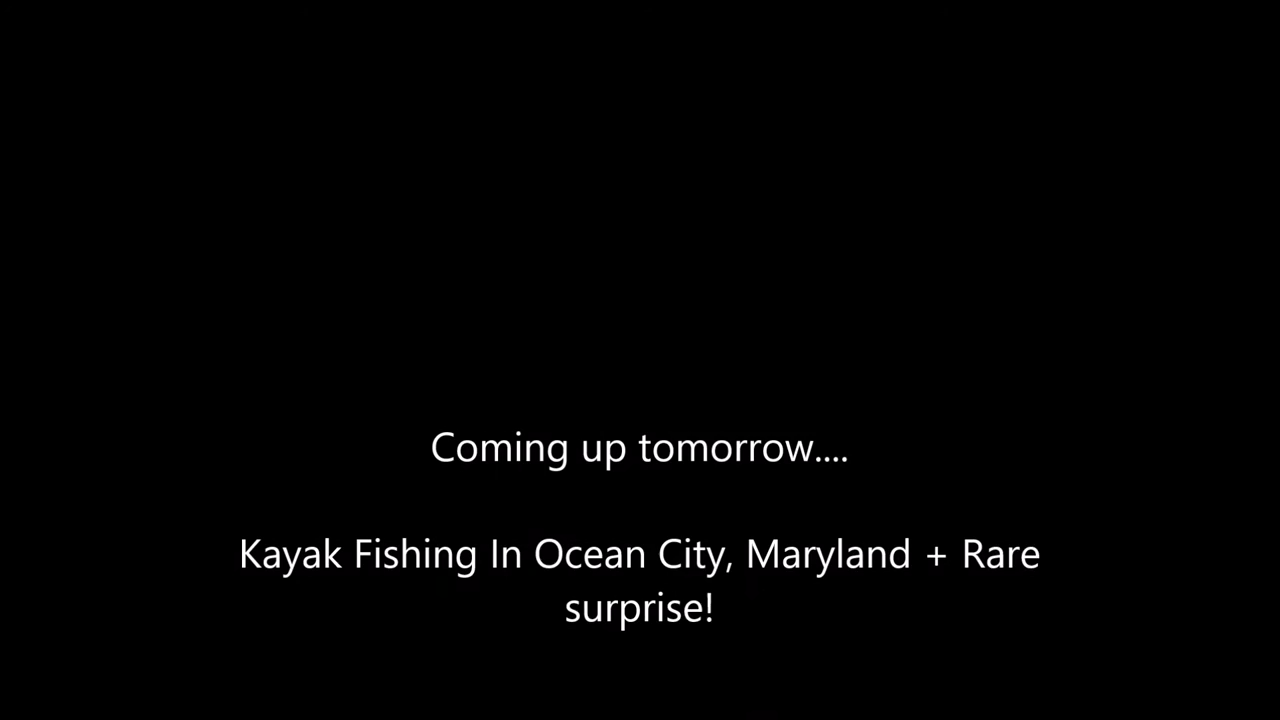 Coming up tomorrow....
Kayak Fishing In Ocean City, Maryland + Rare
surprise!